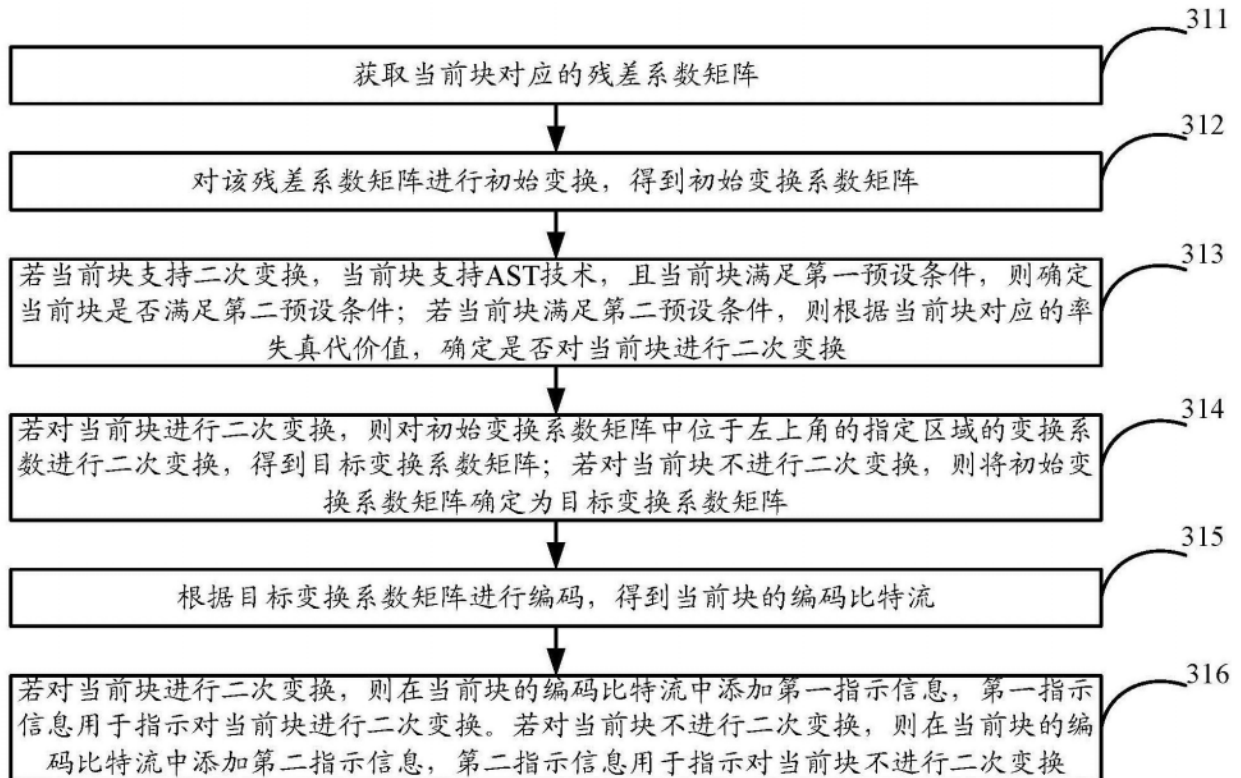 311
获取当前块对应的残差系数矩阵
312
对该残差系数矩阵进行初始变换，得到初始变换系数矩阵
313
若当前块支持二次变换，当前块支持AST技术，且当前块满足第一预设条件，则确定
当前块是否满足第二预设条件；若当前块满足第二预设条件，则根据当前块对应的率
失真代价值，确定是否对当前块进行二次变换
314
若对当前块进行二次变换，则对初始变换系数矩阵中位于左上角的指定区域的变换系
数进行二次变换，得到目标变换系数矩阵；若对当前块不进行二次变换，则将初始变
换系数矩阵确定为目标变换系数矩阵
315
根据目标变换系数矩阵进行编码，得到当前块的编码比特流
316
若对当前块进行二次变换，则在当前块的编码比特流中添加第一指示信息，第一指示
信息用于指示对当前块进行二次变换。若对当前块不进行二次变换，则在当前块的编
码比特流中添加第二指示信息，第二指示信息用于指示对当前块不进行二次变换